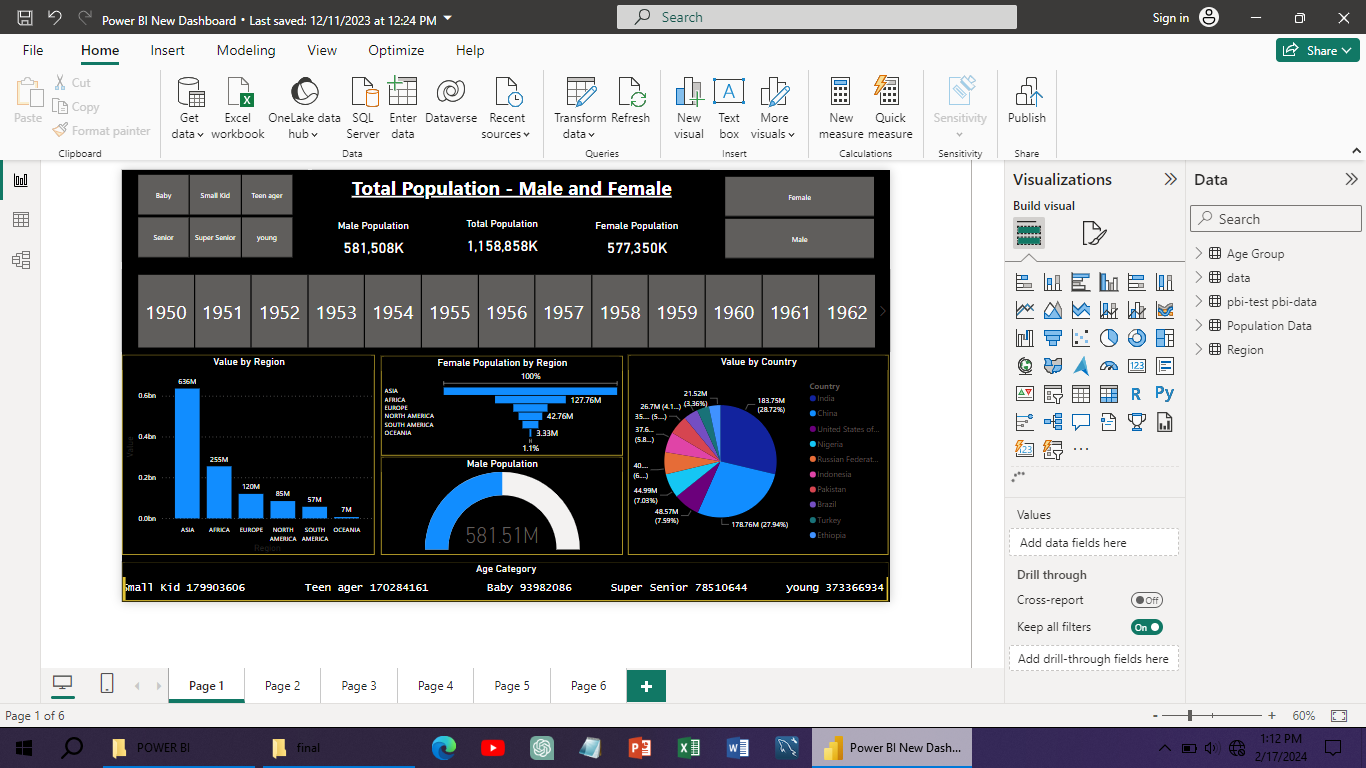 Power BI New Dashboard • Last saved: 12/11/2023 at 12:24 PM
Search
Sign in
File Home Insert Modeling View Optimize Help
Share
Paste
Cut
Copy
Format painter
Clipboard
Get data
Excel workbook
OneLake data hub
SQL Server
Enter data
Dataverse
Recent sources
Data
Transform data
Refresh
Queries
New visual
Text box
More visuals
Insert
New measure
Quick measure
Calculations
Sensitivity
Sensitivity
Publish
Share
Baby Small Kid Teen ager
Senior Super Senior young
Total Population - Male and Female
Male Population
581,508K
Total Population
1,158,858K
Female Population
577,350K
Female
Male
1950 1951 1952 1953 1954 1955 1956 1957 1958 1959 1960 1961 1962
Value by Region
Value
0.6bn
0.4bn
0.2bn
0.0bn
636M
255M
120M
85M
57M
7M
ASIA AFRICA EUROPE NORTH AMERICA SOUTH AMERICA OCEANIA
Region
Female Population by Region
100%
ASIA
AFRICA
EUROPE
NORTH AMERICA
SOUTH AMERICA
OCEANIA
127.76M
42.76M
3.33M
1.1%
Male Population
581.51M
Value by Country
183.75M (28.72%)
178.76M (27.94%)
48.57M (7.59%)
44.99M (7.03%)
40... (6...)
37.6... (5.8...)
35.... (5....)
26.7M (4.1...)
21.52M (3.36%)
Country
India
China
United States of...
Nigeria
Russian Federat...
Indonesia
Pakistan
Brazil
Turkey
Ethiopia
Age Category
Small Kid 179903606 Teen ager 170284161 Baby 93982086 Super Senior 78510644 young 373366934
Visualizations
Build visual
123
R
Py
123
Values
Add data fields here
Drill through
Cross-report
Off
Keep all filters
On
Add drill-through fields here
Data
Search
Age Group
data
pbi-test pbi-data
Population Data
Region
Page 1 Page 2 Page 3 Page 4 Page 5 Page 6
Page 1 of 6
60%
POWER BI
final
Power BI New Dash...
1:12 PM
2/17/2024